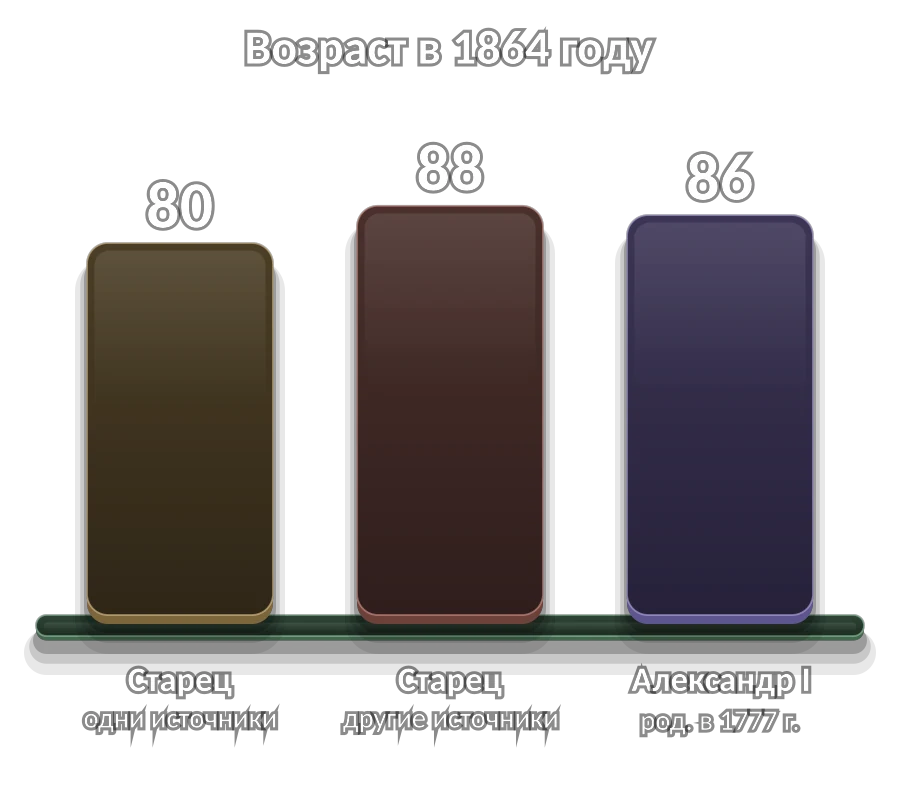 Возраст в 1864 году
80
88
86
Старец
одни источники
Старец
другие источники
Александр I
род. в 1777 г.